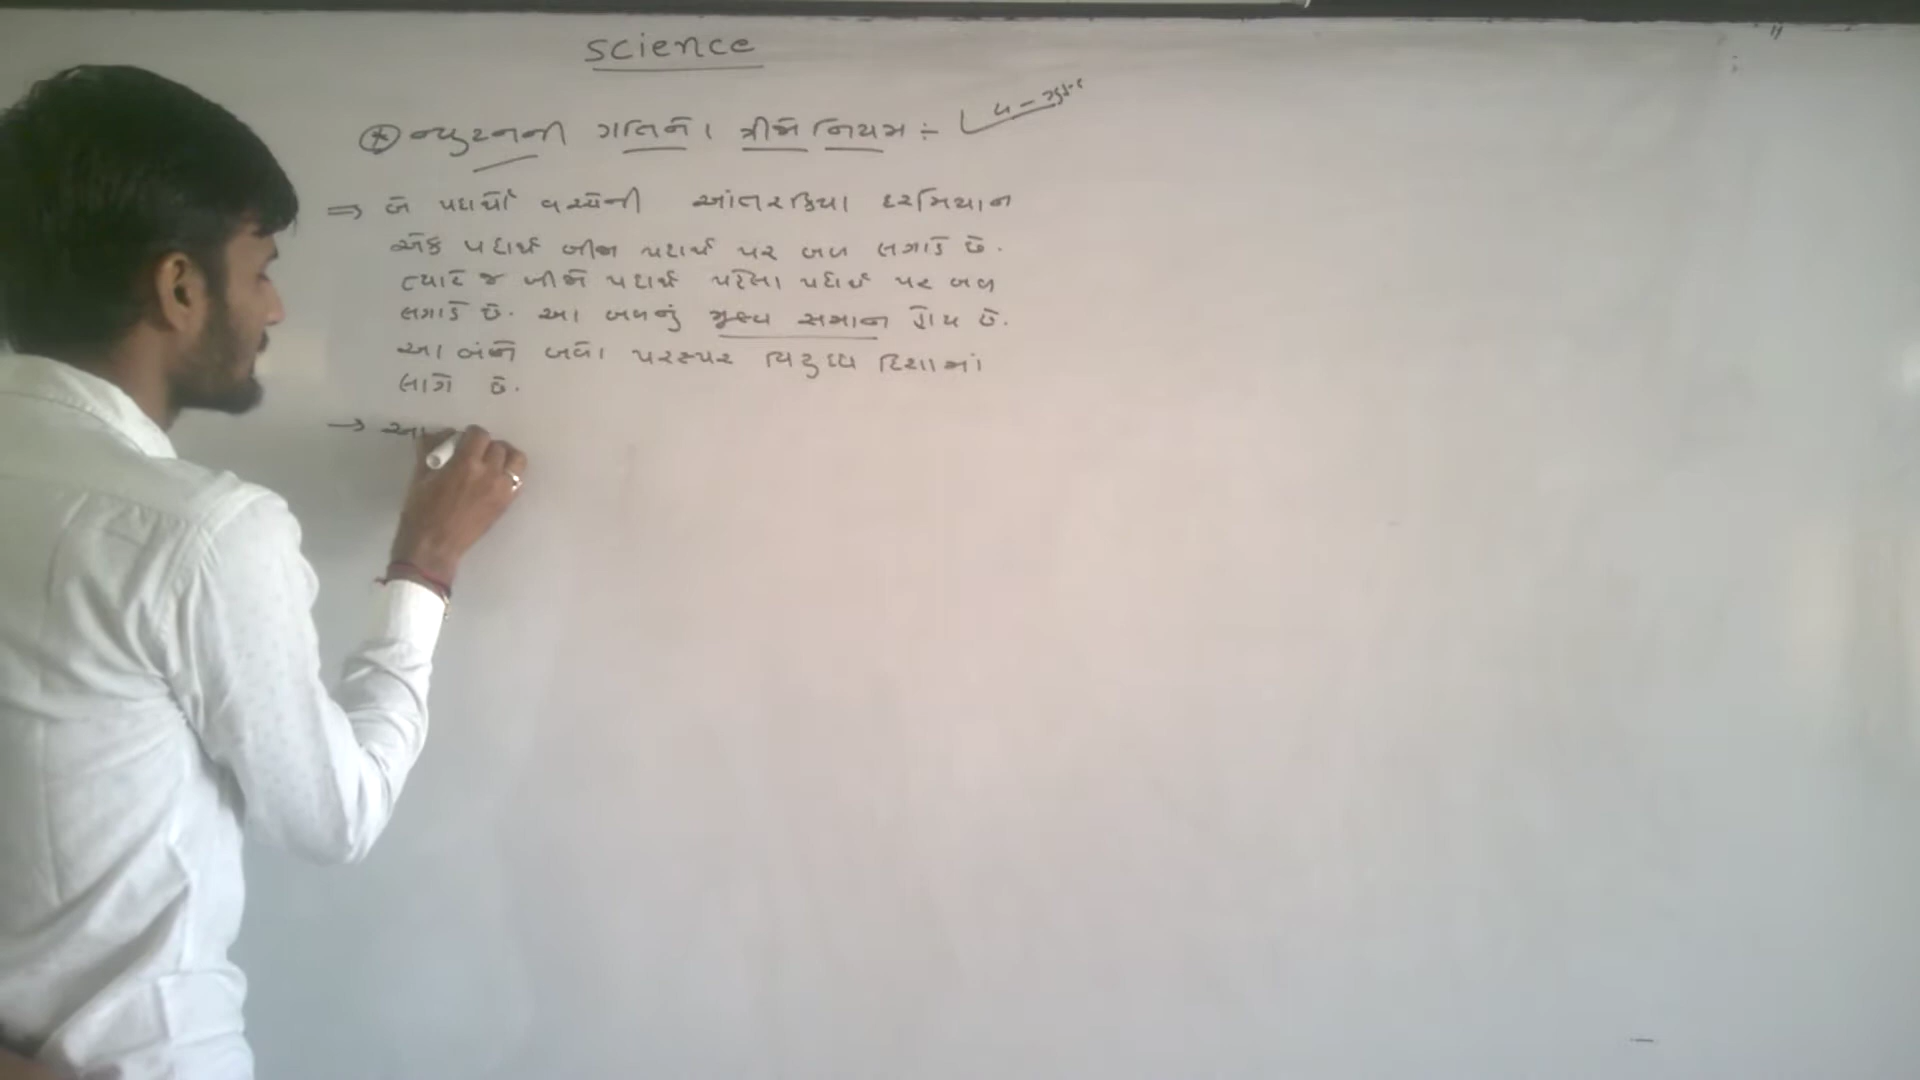 Science
* ન્યુટનની ગતિનો ત્રીજો નિયમ ÷
⇒ બે પદાર્થો વચ્ચેની આંતરક્રિયા દરમિયાન
એક પદાર્થ બીજા પદાર્થ પર બળ લગાડે છે.
ત્યારે જ બીજો પદાર્થ પહેલા પદાર્થ પર બળ
લગાડે છે. આ બળનું મૂલ્ય સમાન હોય છે.
આ બંને બળો પરસ્પર વિરુધ્ધ દિશામાં
લાગે છે.
→ આ